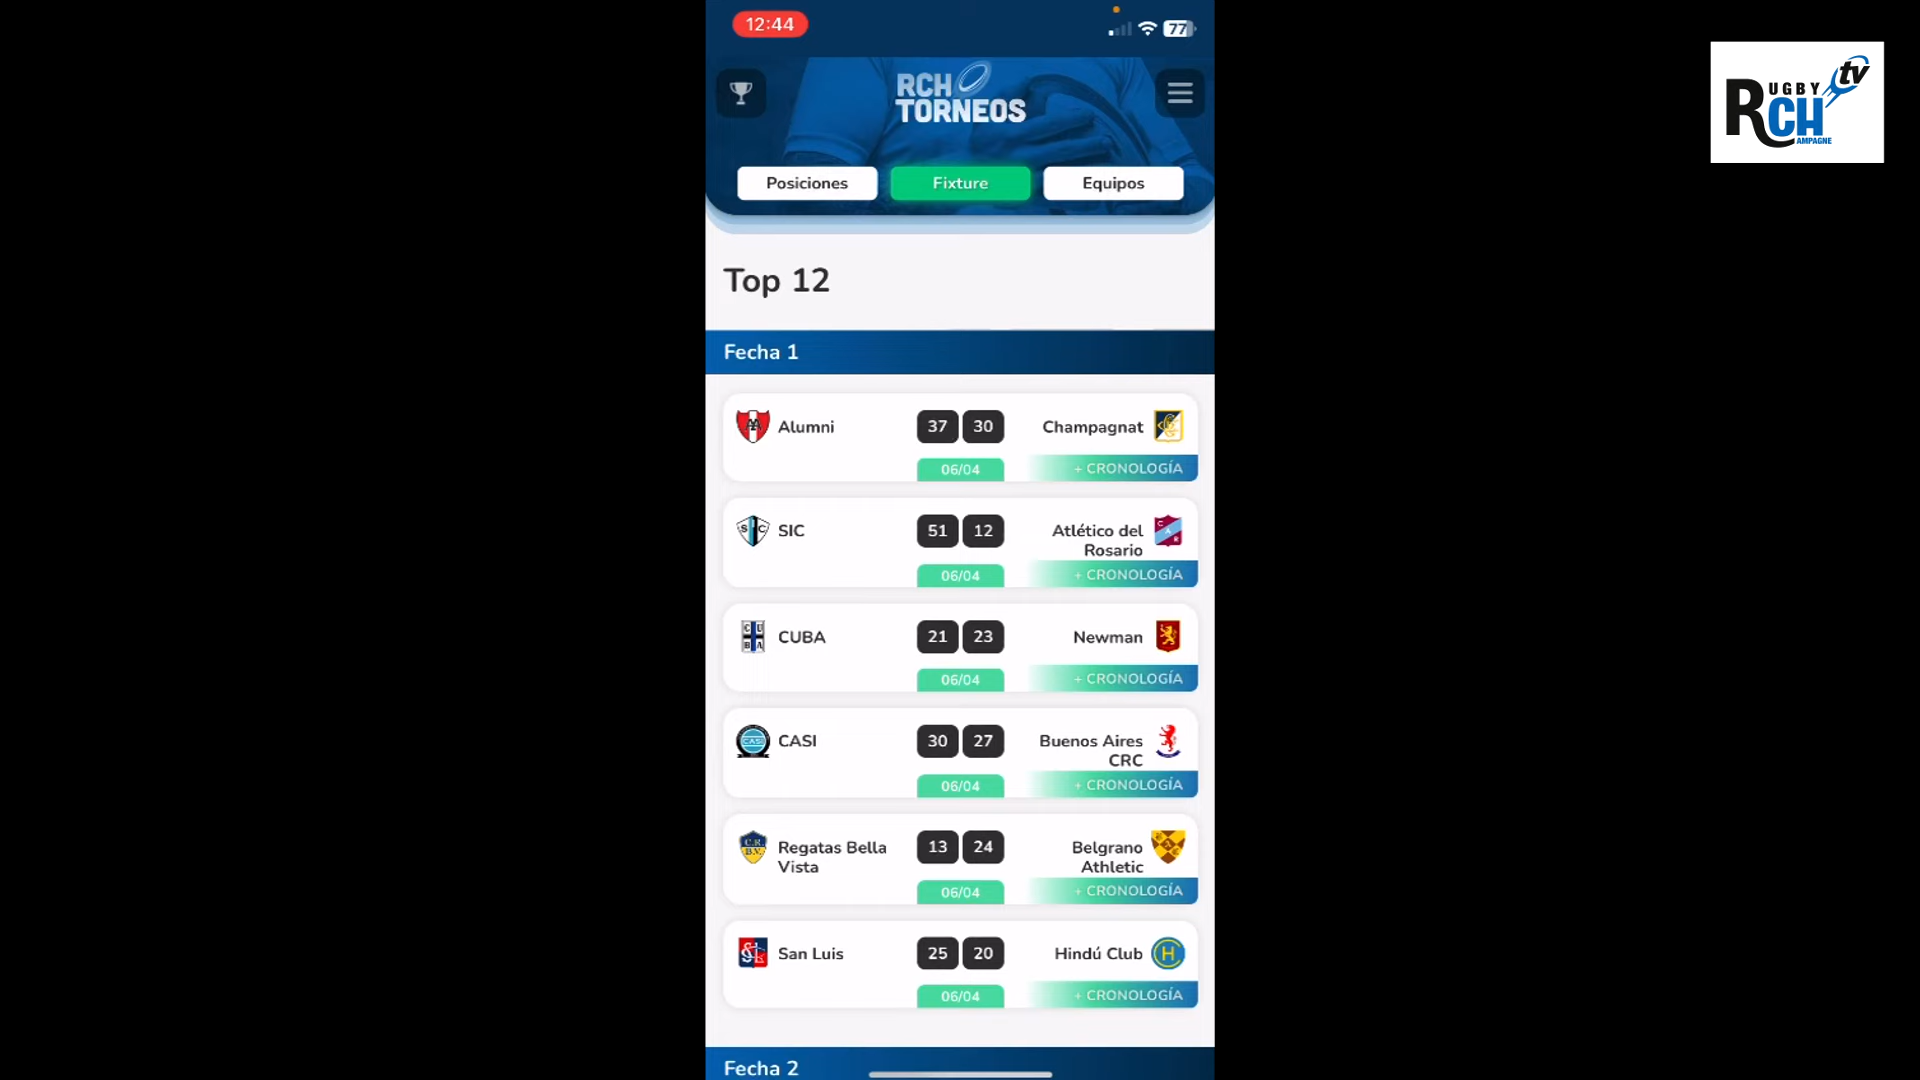 12:44
77
RCH
TORNEOS
RUGBY
CH
AMPAGNE
tv
Posiciones
Fixture
Equipos
Top 12
Fecha 1
Alumni
37
30
Champagnat
06/04
+ CRONOLOGÍA
SIC
51
12
Atlético del
Rosario
06/04
+ CRONOLOGÍA
CUBA
21
23
Newman
06/04
+ CRONOLOGÍA
CASI
30
27
Buenos Aires
CRC
06/04
+ CRONOLOGÍA
Regatas Bella
Vista
13
24
Belgrano
Athletic
06/04
+ CRONOLOGÍA
San Luis
25
20
Hindú Club
06/04
+ CRONOLOGÍA
Fecha 2